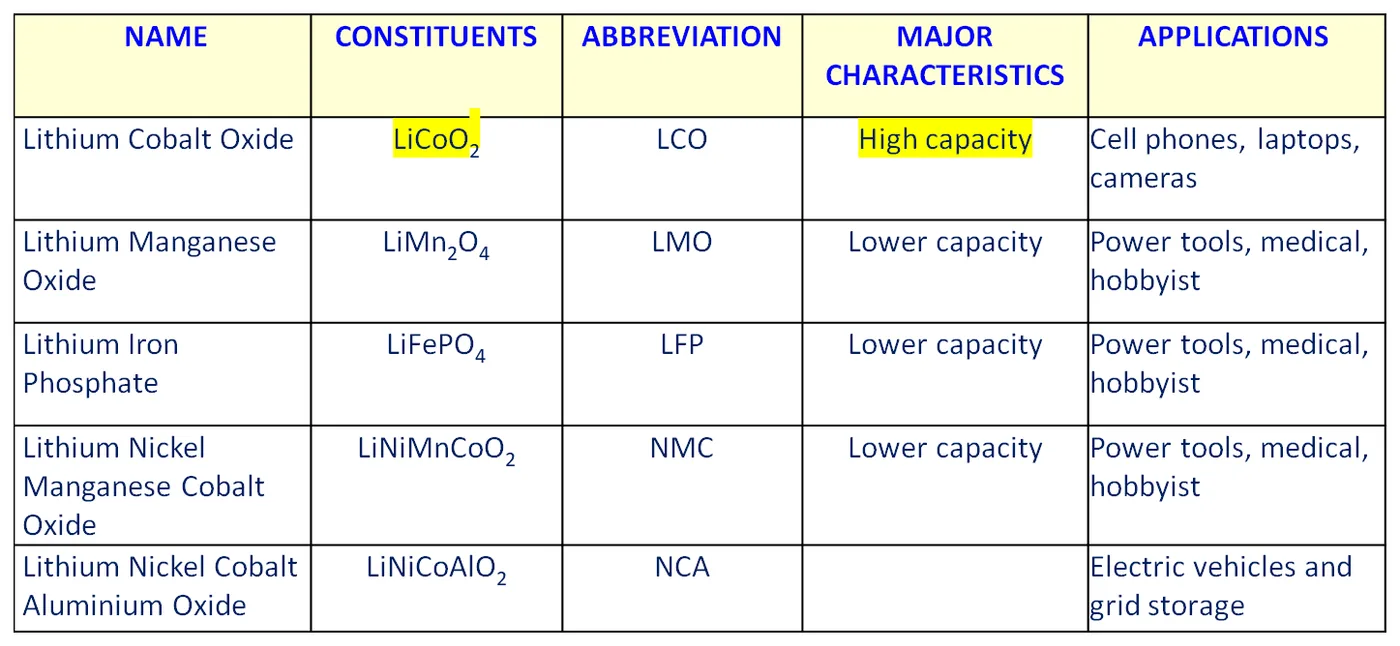 NAME CONSTITUENTS ABBREVIATION MAJOR CHARACTERISTICS APPLICATIONS
Lithium Cobalt Oxide LiCoO₂ LCO High capacity Cell phones, laptops,
cameras
Lithium Manganese
Oxide LiMn₂O₄ LMO Lower capacity Power tools, medical,
hobbyist
Lithium Iron
Phosphate LiFePO₄ LFP Lower capacity Power tools, medical,
hobbyist
Lithium Nickel
Manganese Cobalt
Oxide LiNiMnCoO₂ NMC Lower capacity Power tools, medical,
hobbyist
Lithium Nickel Cobalt
Aluminium Oxide LiNiCoAlO₂ NCA Electric vehicles and
grid storage